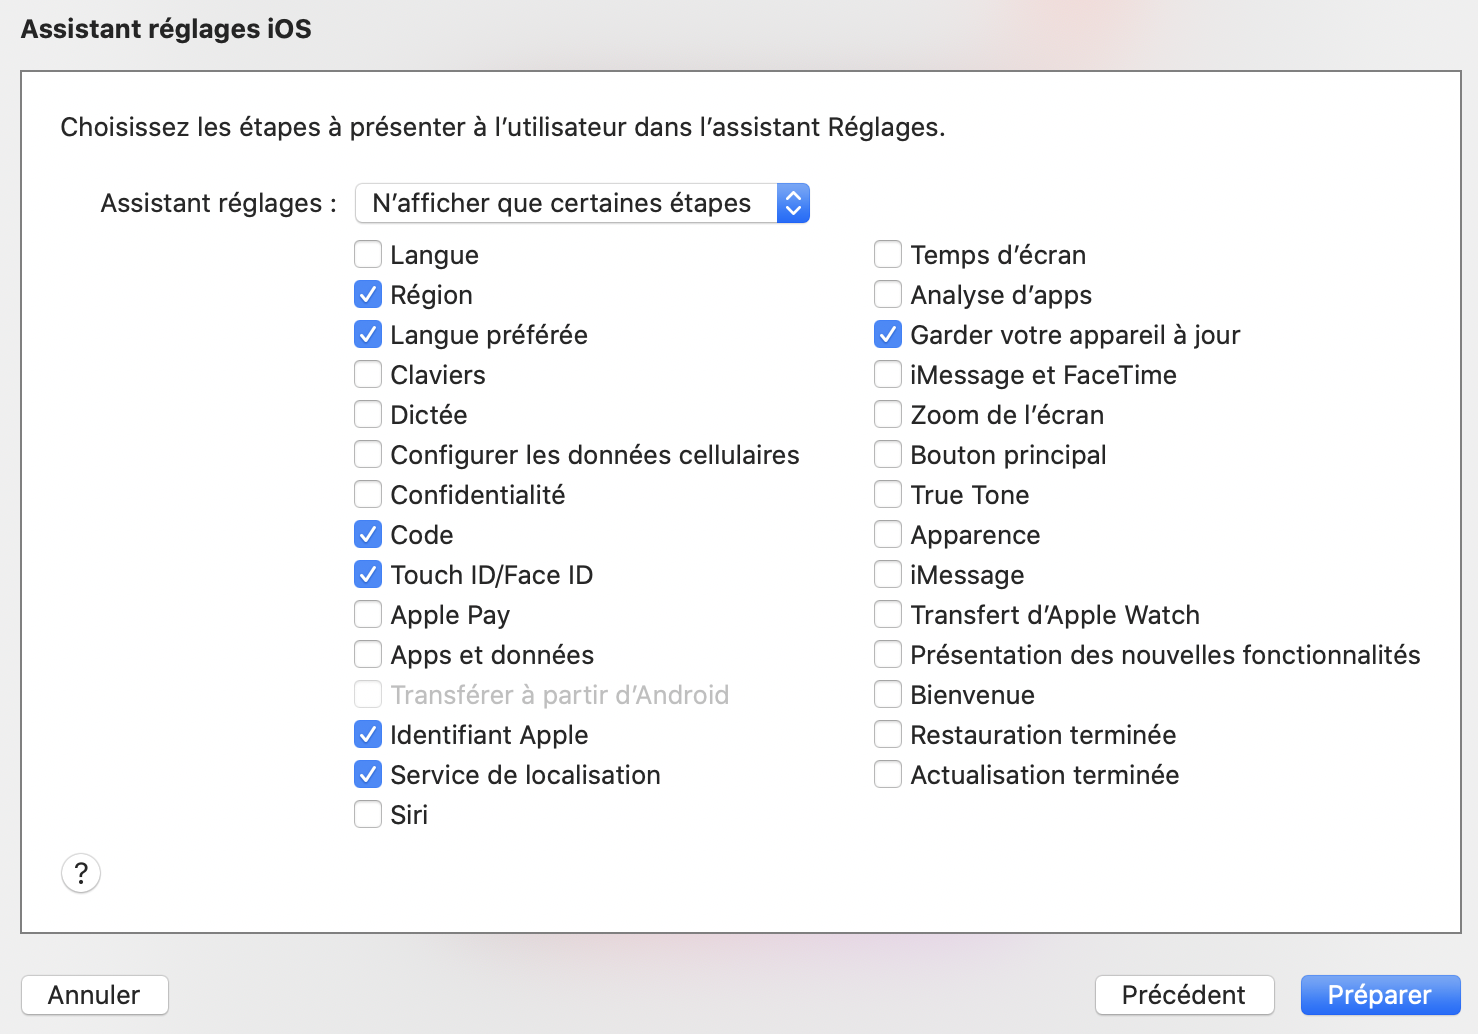 Assistant réglages iOS
Choisissez les étapes à présenter à l’utilisateur dans l’assistant Réglages.
Assistant réglages : N’afficher que certaines étapes
Langue
Région
Langue préférée
Claviers
Dictée
Configurer les données cellulaires
Confidentialité
Code
Touch ID/Face ID
Apple Pay
Apps et données
Transférer à partir d’Android
Identifiant Apple
Service de localisation
Siri
Temps d’écran
Analyse d’apps
Garder votre appareil à jour
iMessage et FaceTime
Zoom de l’écran
Bouton principal
True Tone
Apparence
iMessage
Transfert d’Apple Watch
Présentation des nouvelles fonctionnalités
Bienvenue
Restauration terminée
Actualisation terminée
?
Annuler
Précédent
Préparer